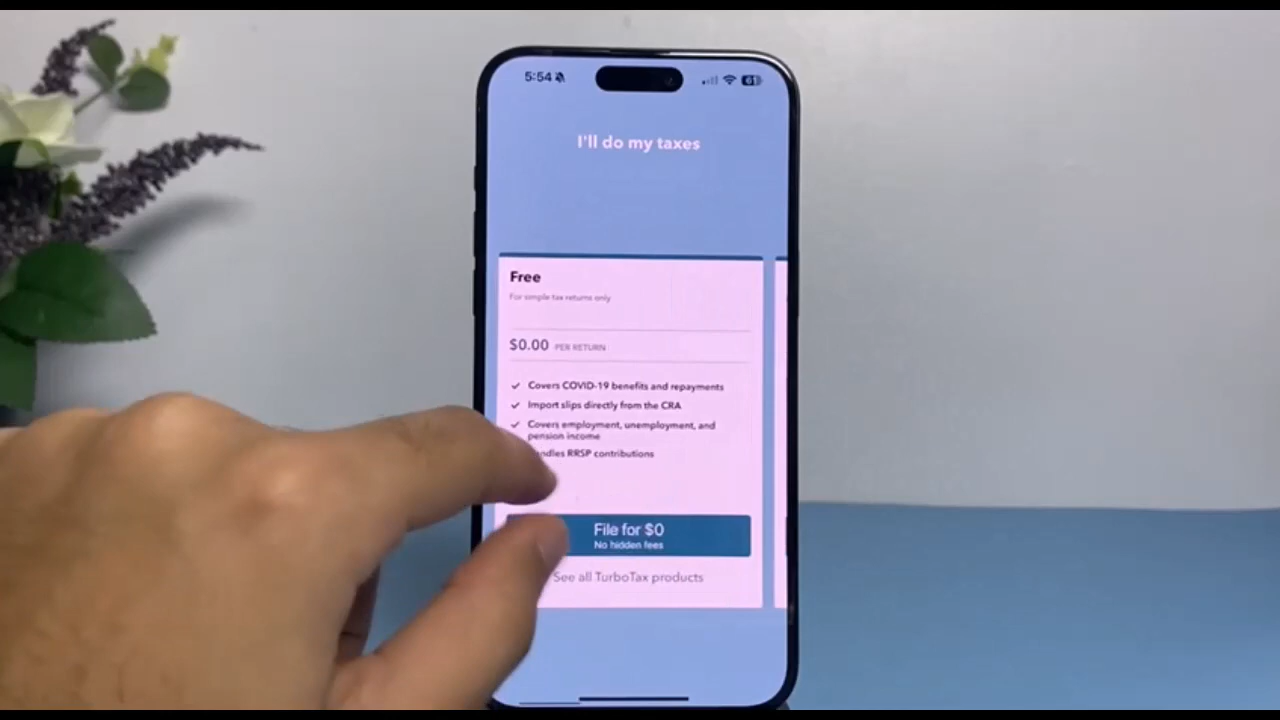 5:54
61
I'll do my taxes
Free
For simple tax returns only
$0.00 PER RETURN
Covers COVID-19 benefits and repayments
Import slips directly from the CRA
Covers employment, unemployment, and
pension income
ndles RRSP contributions
File for $0
No hidden fees
See all TurboTax products